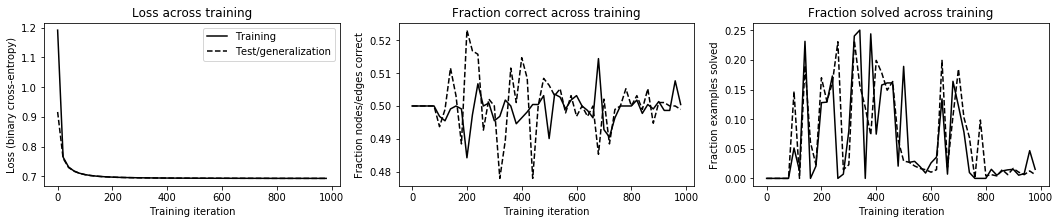 Loss across training
Loss (binary cross-entropy)
1.2
1.1
1.0
0.9
0.8
0.7
Training
Test/generalization
0 200 400 600 800 1000
Training iteration
Fraction correct across training
Fraction nodes/edges correct
0.52
0.51
0.50
0.49
0.48
0 200 400 600 800 1000
Training iteration
Fraction solved across training
Fraction examples solved
0.25
0.20
0.15
0.10
0.05
0.00
0 200 400 600 800 1000
Training iteration